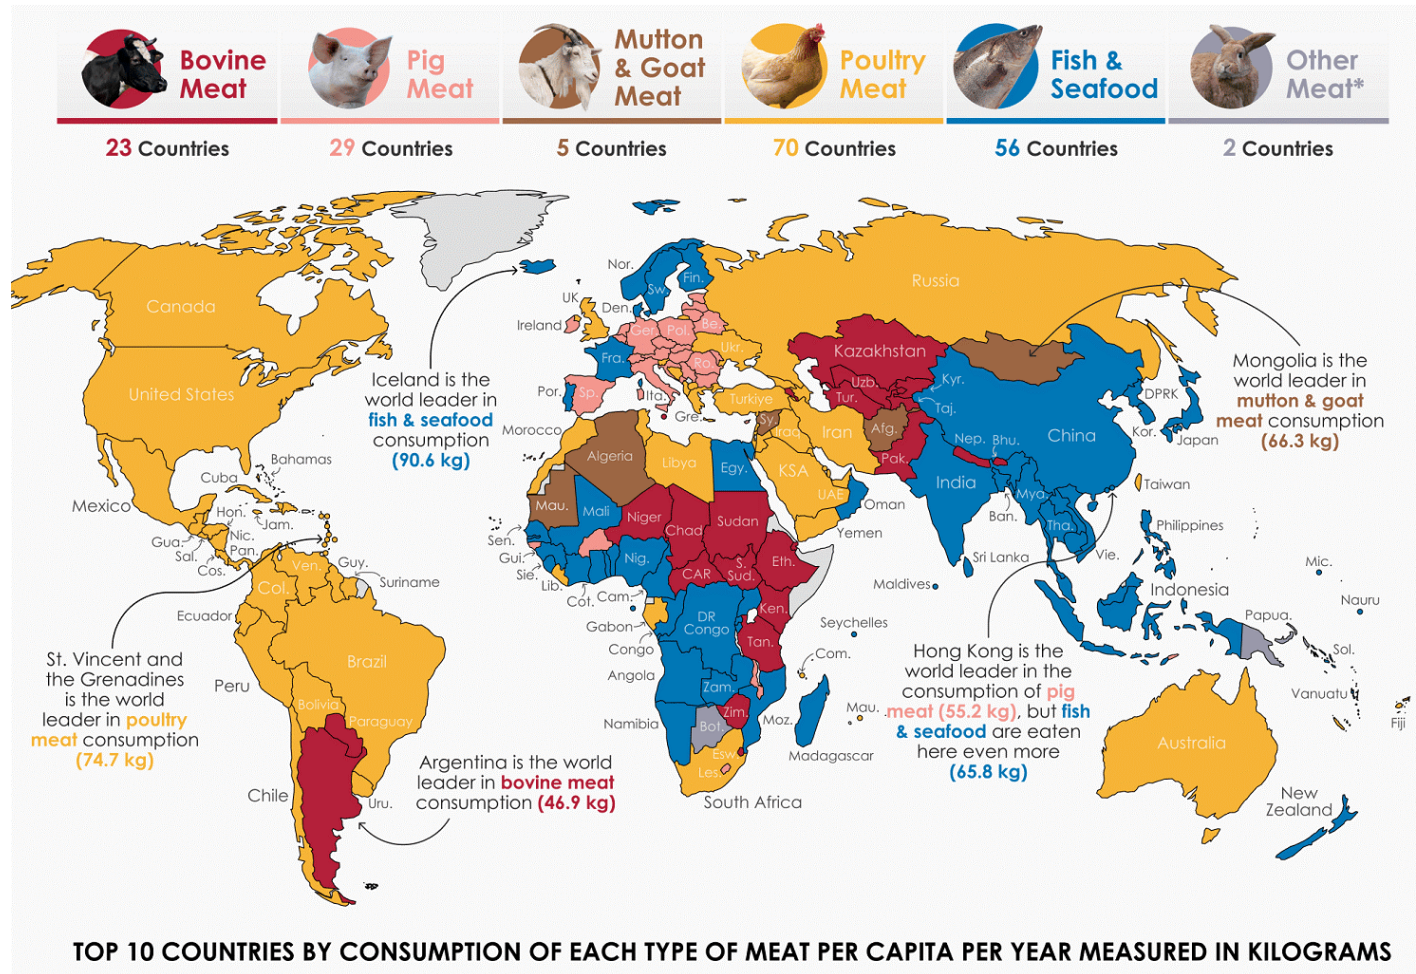 Bovine
Meat
Pig
Meat
Mutton
& Goat
Meat
Poultry
Meat
Fish &
Seafood
Other
Meat*
23 Countries
29 Countries
5 Countries
70 Countries
56 Countries
2 Countries
Canada
United States
Mexico
Cuba
Bahamas
Hon.
Jam.
Gua.
Nic.
Sal.
Pan.
Cos.
Ven.
Guy.
Suriname
Col.
Ecuador
Brazil
Peru
Bolivia
Paraguay
Chile
Uru.
Iceland is the
world leader in
fish & seafood
consumption
(90.6 kg)
St. Vincent and
the Grenadines
is the world
leader in poultry
meat consumption
(74.7 kg)
Argentina is the world
leader in bovine meat
consumption (46.9 kg)
Nor.
Sw.
Fin.
UK
Den.
Ireland
Ger.
Pol.
Be.
Ukr.
Fra.
Ro.
Por.
Sp.
Ita.
Gre.
Turkiye
Russia
Kazakhstan
Uzb.
Tur.
Kyr.
Taj.
Morocco
Algeria
Libya
Egy.
Sy.
Iraq
Iran
Afg.
Pak.
KSA
UAE
Oman
Yemen
Nep.
Bhu.
India
China
DPRK
Kor.
Japan
Mongolia is the
world leader in
mutton & goat
meat consumption
(66.3 kg)
Mau.
Mali
Niger
Chad
Sudan
Sen.
Gui.
Sie.
Lib.
Cot.
Nig.
Cam.
CAR
S.
Sud.
Eth.
Ken.
Gabon
Congo
DR
Congo
Tan.
Angola
Zam.
Namibia
Bot.
Zim.
Moz.
Esw.
Les.
South Africa
Madagascar
Com.
Mau.
Seychelles
Maldives
Sri Lanka
Ban.
Mya.
Tha.
Vie.
Taiwan
Philippines
Indonesia
Mic.
Nauru
Papua.
Sol.
Vanuatu
Fiji
Australia
New
Zealand
Hong Kong is the
world leader in the
consumption of pig
meat (55.2 kg), but fish
& seafood are eaten
here even more
(65.8 kg)
TOP 10 COUNTRIES BY CONSUMPTION OF EACH TYPE OF MEAT PER CAPITA PER YEAR MEASURED IN KILOGRAMS